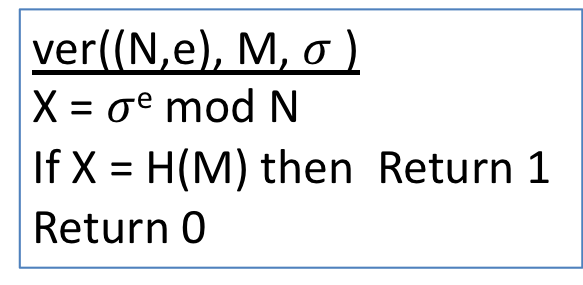 ver((N,e), M, σ )
X = σᵉ mod N
If X = H(M) then  Return 1
Return 0